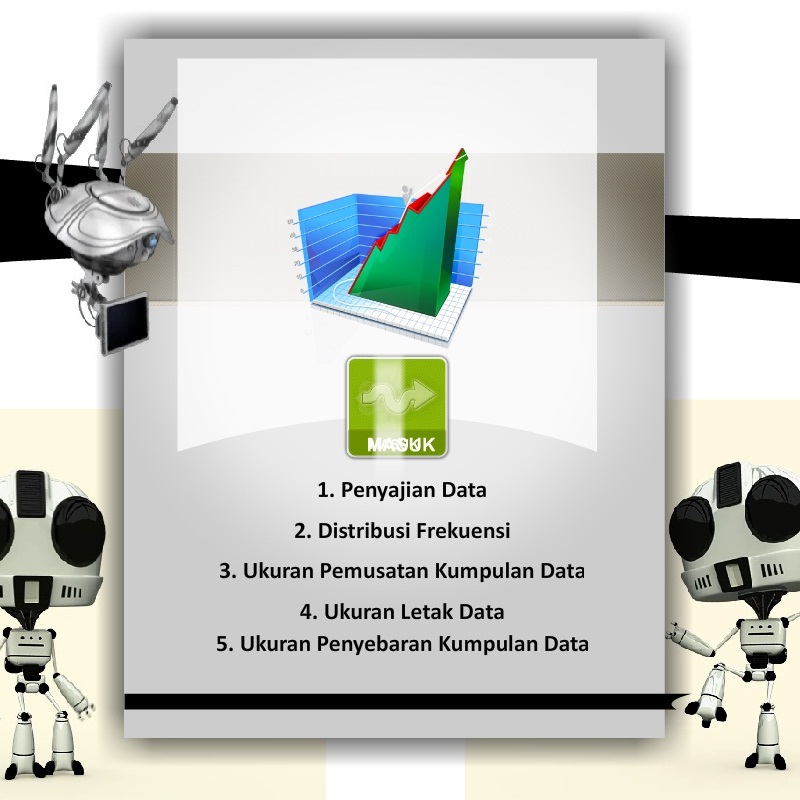 MASUK
1. Penyajian Data
2. Distribusi Frekuensi
3. Ukuran Pemusatan Kumpulan Data
4. Ukuran Letak Data
5. Ukuran Penyebaran Kumpulan Data